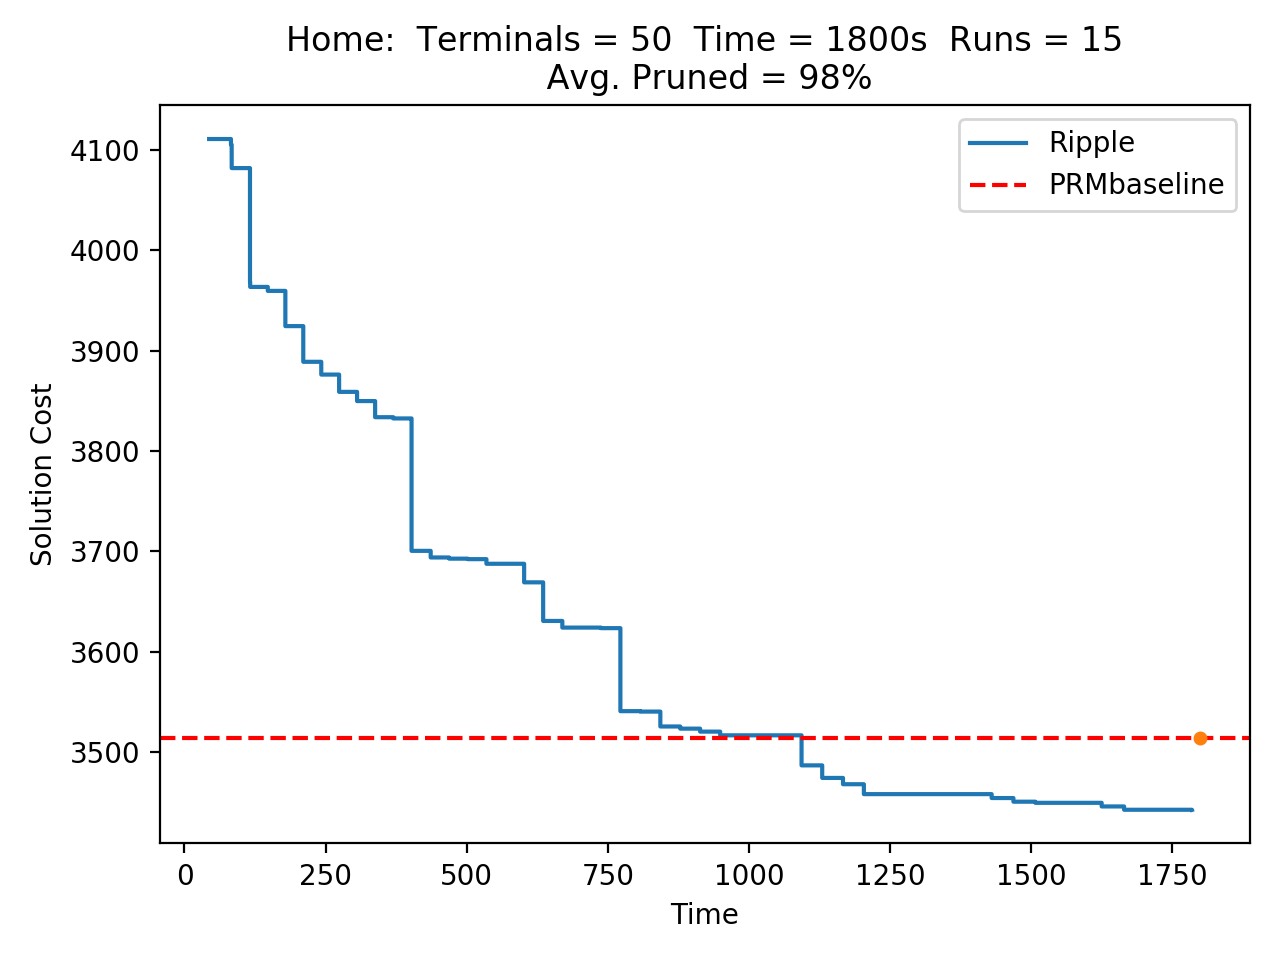 Home:  Terminals = 50  Time = 1800s  Runs = 15
Avg. Pruned = 98%
Ripple
PRMbaseline
Solution Cost
4100
4000
3900
3800
3700
3600
3500
0 250 500 750 1000 1250 1500 1750
Time